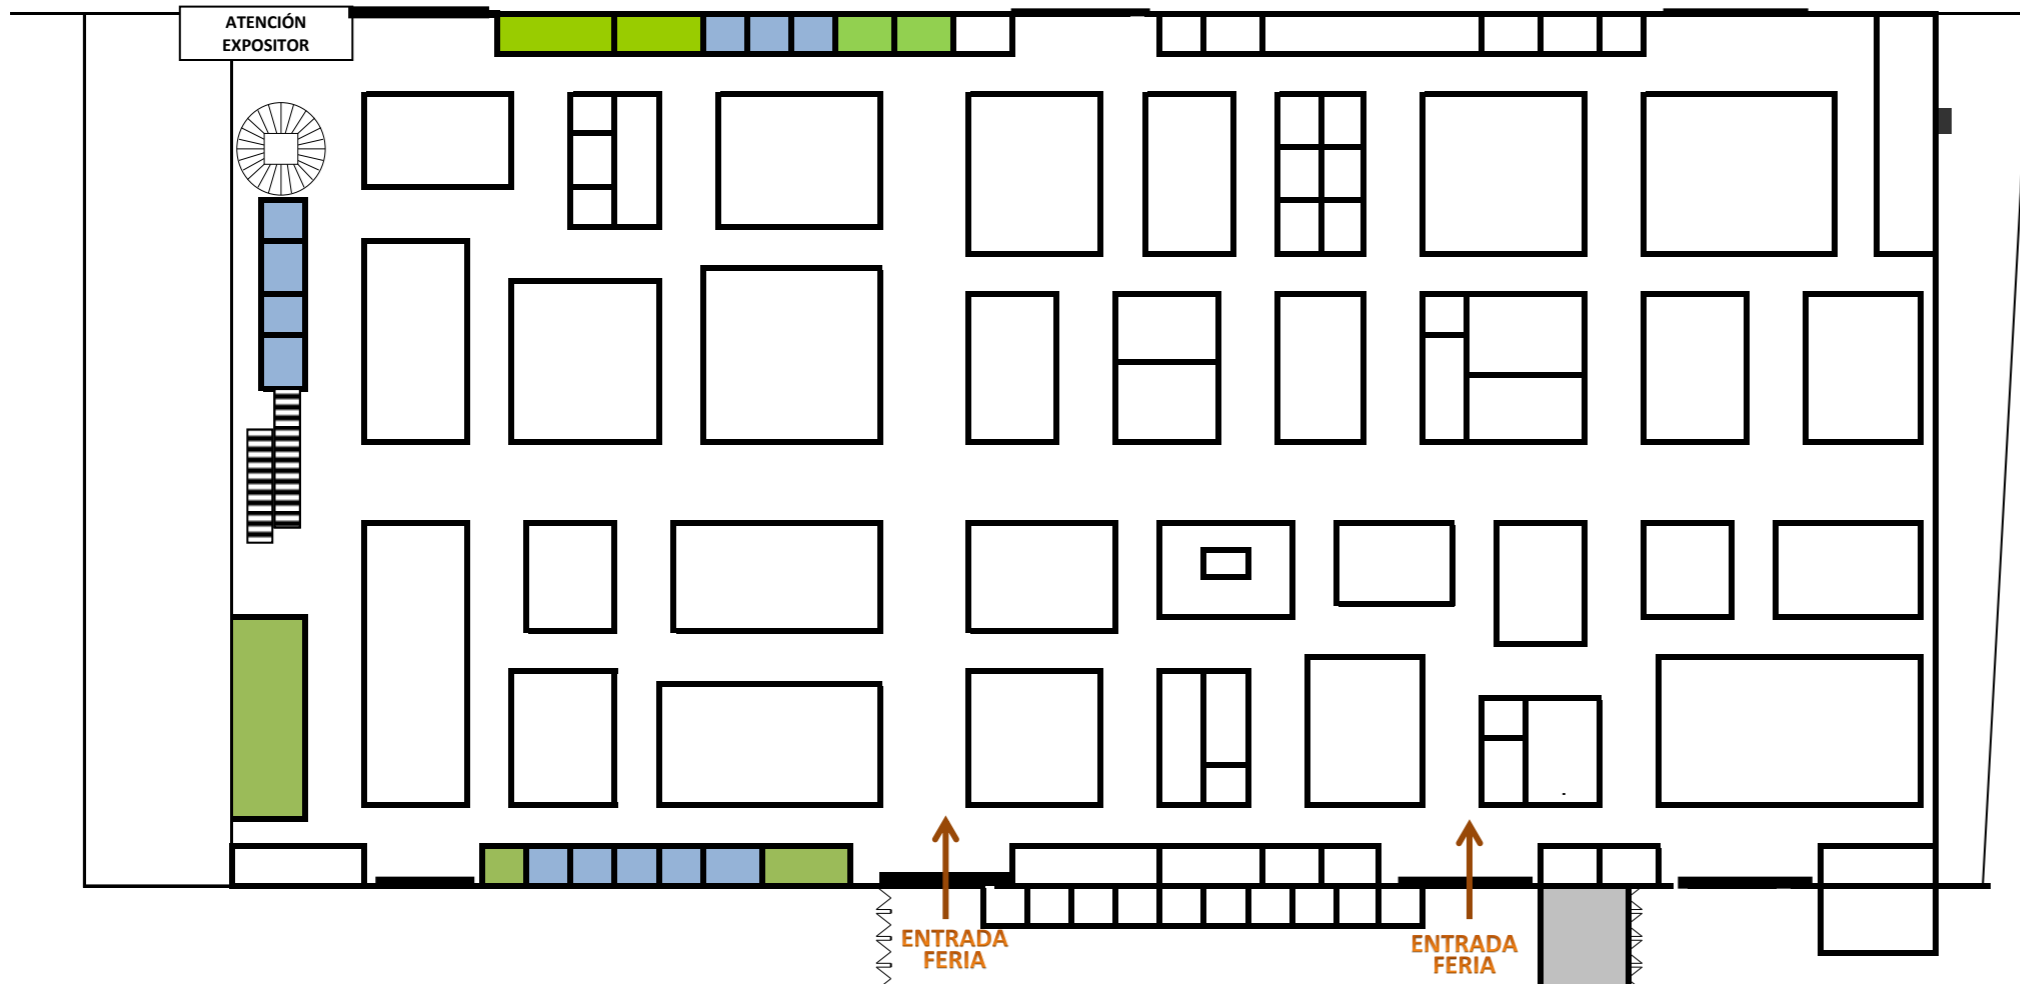 ATENCIÓN
EXPOSITOR
ENTRADA
FERIA
ENTRADA
FERIA